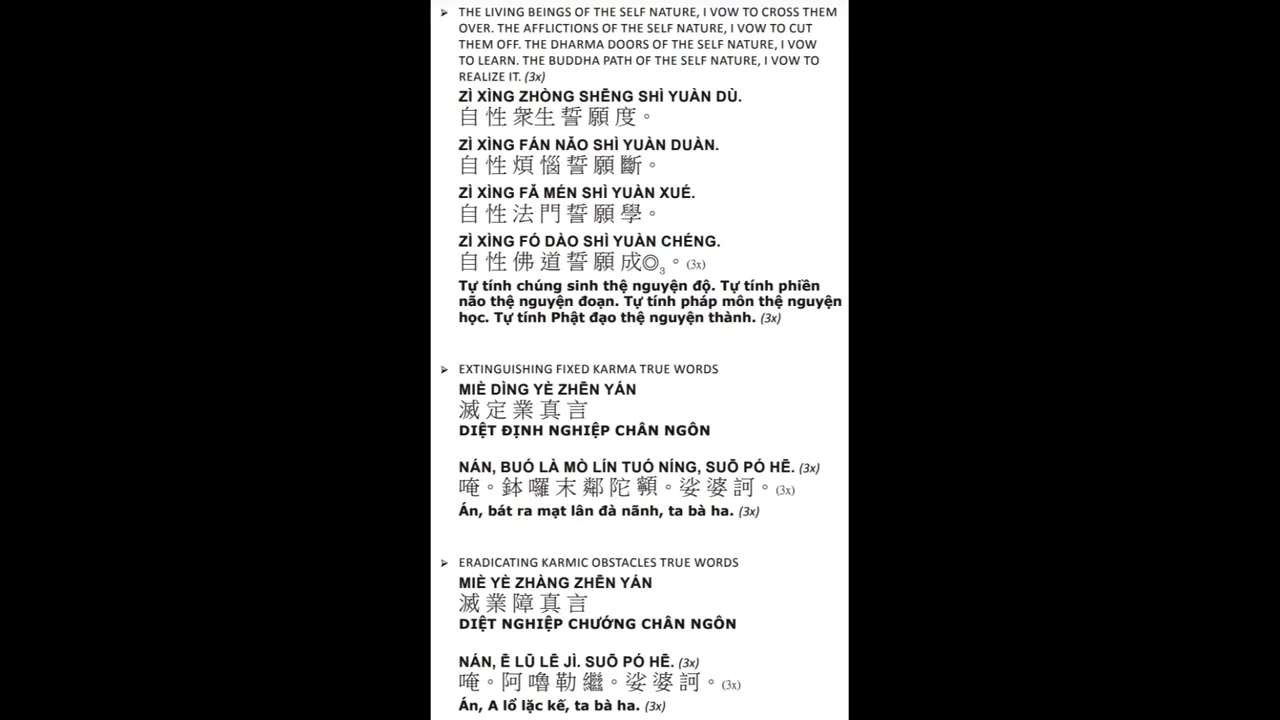 ➢ THE LIVING BEINGS OF THE SELF NATURE, I VOW TO CROSS THEM
OVER. THE AFFLICTIONS OF THE SELF NATURE, I VOW TO CUT
THEM OFF. THE DHARMA DOORS OF THE SELF NATURE, I VOW
TO LEARN. THE BUDDHA PATH OF THE SELF NATURE, I VOW TO
REALIZE IT. (3x)
ZÌ XÌNG ZHÒNG SHĒNG SHÌ YUÀN DÙ.
自性衆生誓願度。
ZÌ XÌNG FÁN NǍO SHÌ YUÀN DUÀN.
自性煩惱誓願斷。
ZÌ XÌNG FǍ MÉN SHÌ YUÀN XUÉ.
自性法門誓願學。
ZÌ XÌNG FÓ DÀO SHÌ YUÀN CHÉNG.
自性佛道誓願成◎3。(3x)
Tự tính chúng sinh thệ nguyện độ. Tự tính phiền
não thệ nguyện đoạn. Tự tính pháp môn thệ nguyện
học. Tự tính Phật đạo thệ nguyện thành. (3x)
➢ EXTINGUISHING FIXED KARMA TRUE WORDS
MIÈ DÌNG YÈ ZHĒN YÁN
滅定業真言
DIỆT ĐỊNH NGHIỆP CHÂN NGÔN
NÁN, BUÓ LÀ MÒ LÍN TUÓ NÍNG, SUŌ PÓ HĒ. (3x)
唵。鉢囉末鄰陀顐。娑婆訶。(3x)
Án, bát ra mạt lân đà nãnh, ta bà ha. (3x)
➢ ERADICATING KARMIC OBSTACLES TRUE WORDS
MIÈ YÈ ZHÀNG ZHĒN YÁN
滅業障真言
DIỆT NGHIỆP CHƯỚNG CHÂN NGÔN
NÁN, Ē LŪ LĒ JÌ. SUŌ PÓ HĒ. (3x)
唵。阿嚕勒繼。娑婆訶。(3x)
Án, A lổ lặc kế, ta bà ha. (3x)